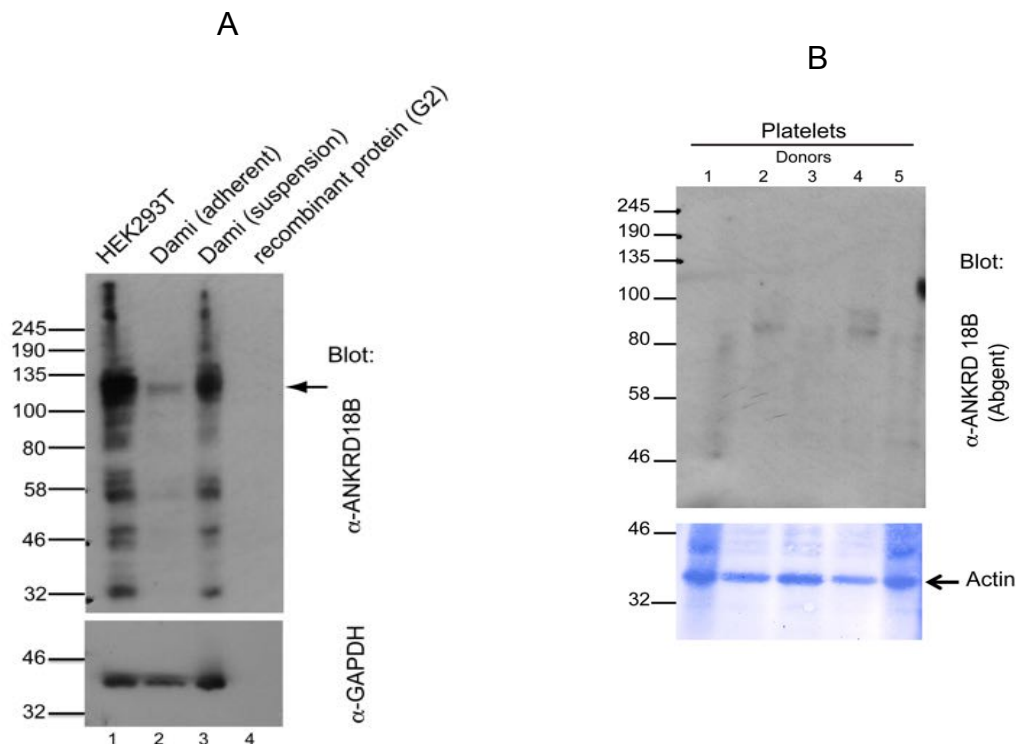 A
HEK293T
Dami (adherent)
Dami (suspension)
recombinant protein (G2)
245
190
135
100
80
58
46
32
Blot:
α-ANKRD18B
46
32
α-GAPDH
1 2 3 4
B
Platelets
Donors
1 2 3 4 5
245
190
135
100
80
58
46
Blot:
α-ANKRD 18B
(Abgent)
46
32
Actin